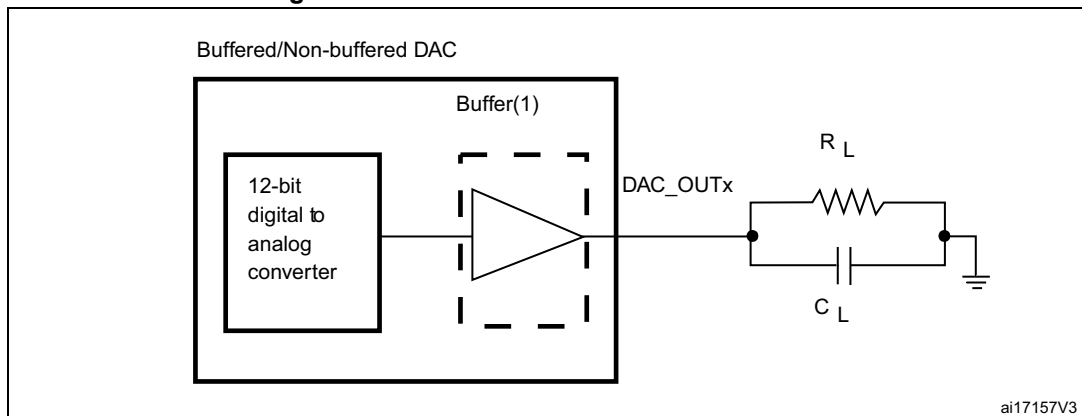 Buffered/Non-buffered DAC
Buffer(1)
12-bit
digital to
analog
converter
DAC_OUTx
R L
C L
ai17157V3